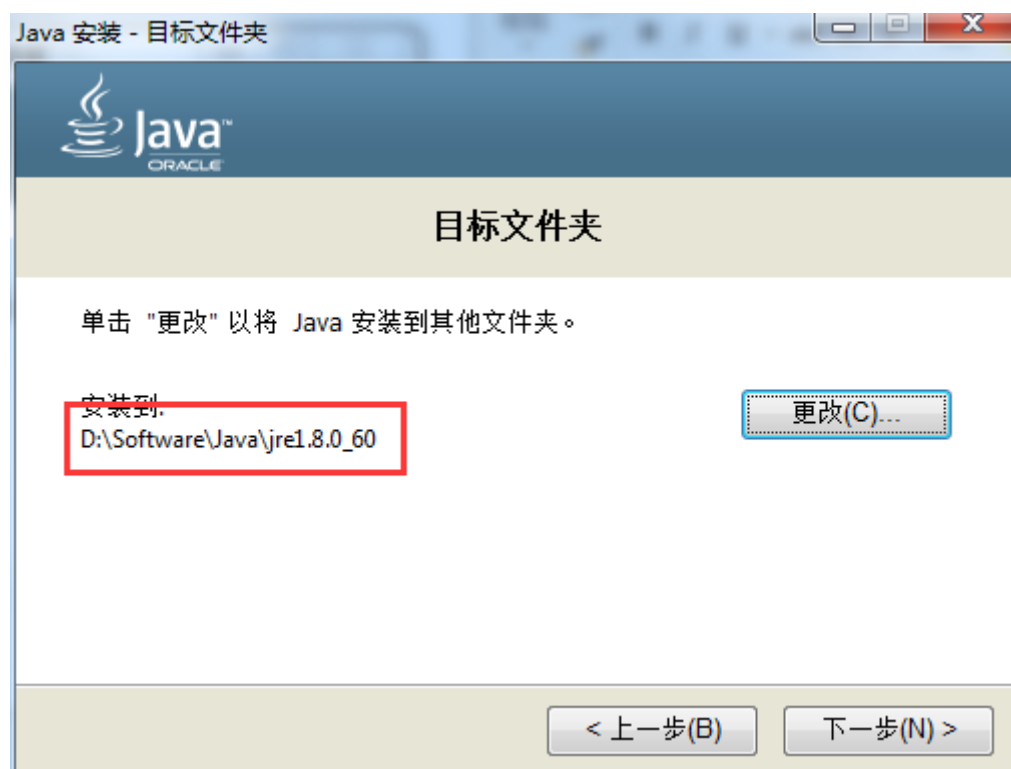 Java 安装 - 目标文件夹
Java™
ORACLE
目标文件夹
单击 "更改" 以将 Java 安装到其他文件夹。
安装到:
D:\Software\Java\jre1.8.0_60
更改(C)...
< 上一步(B)
下一步(N) >